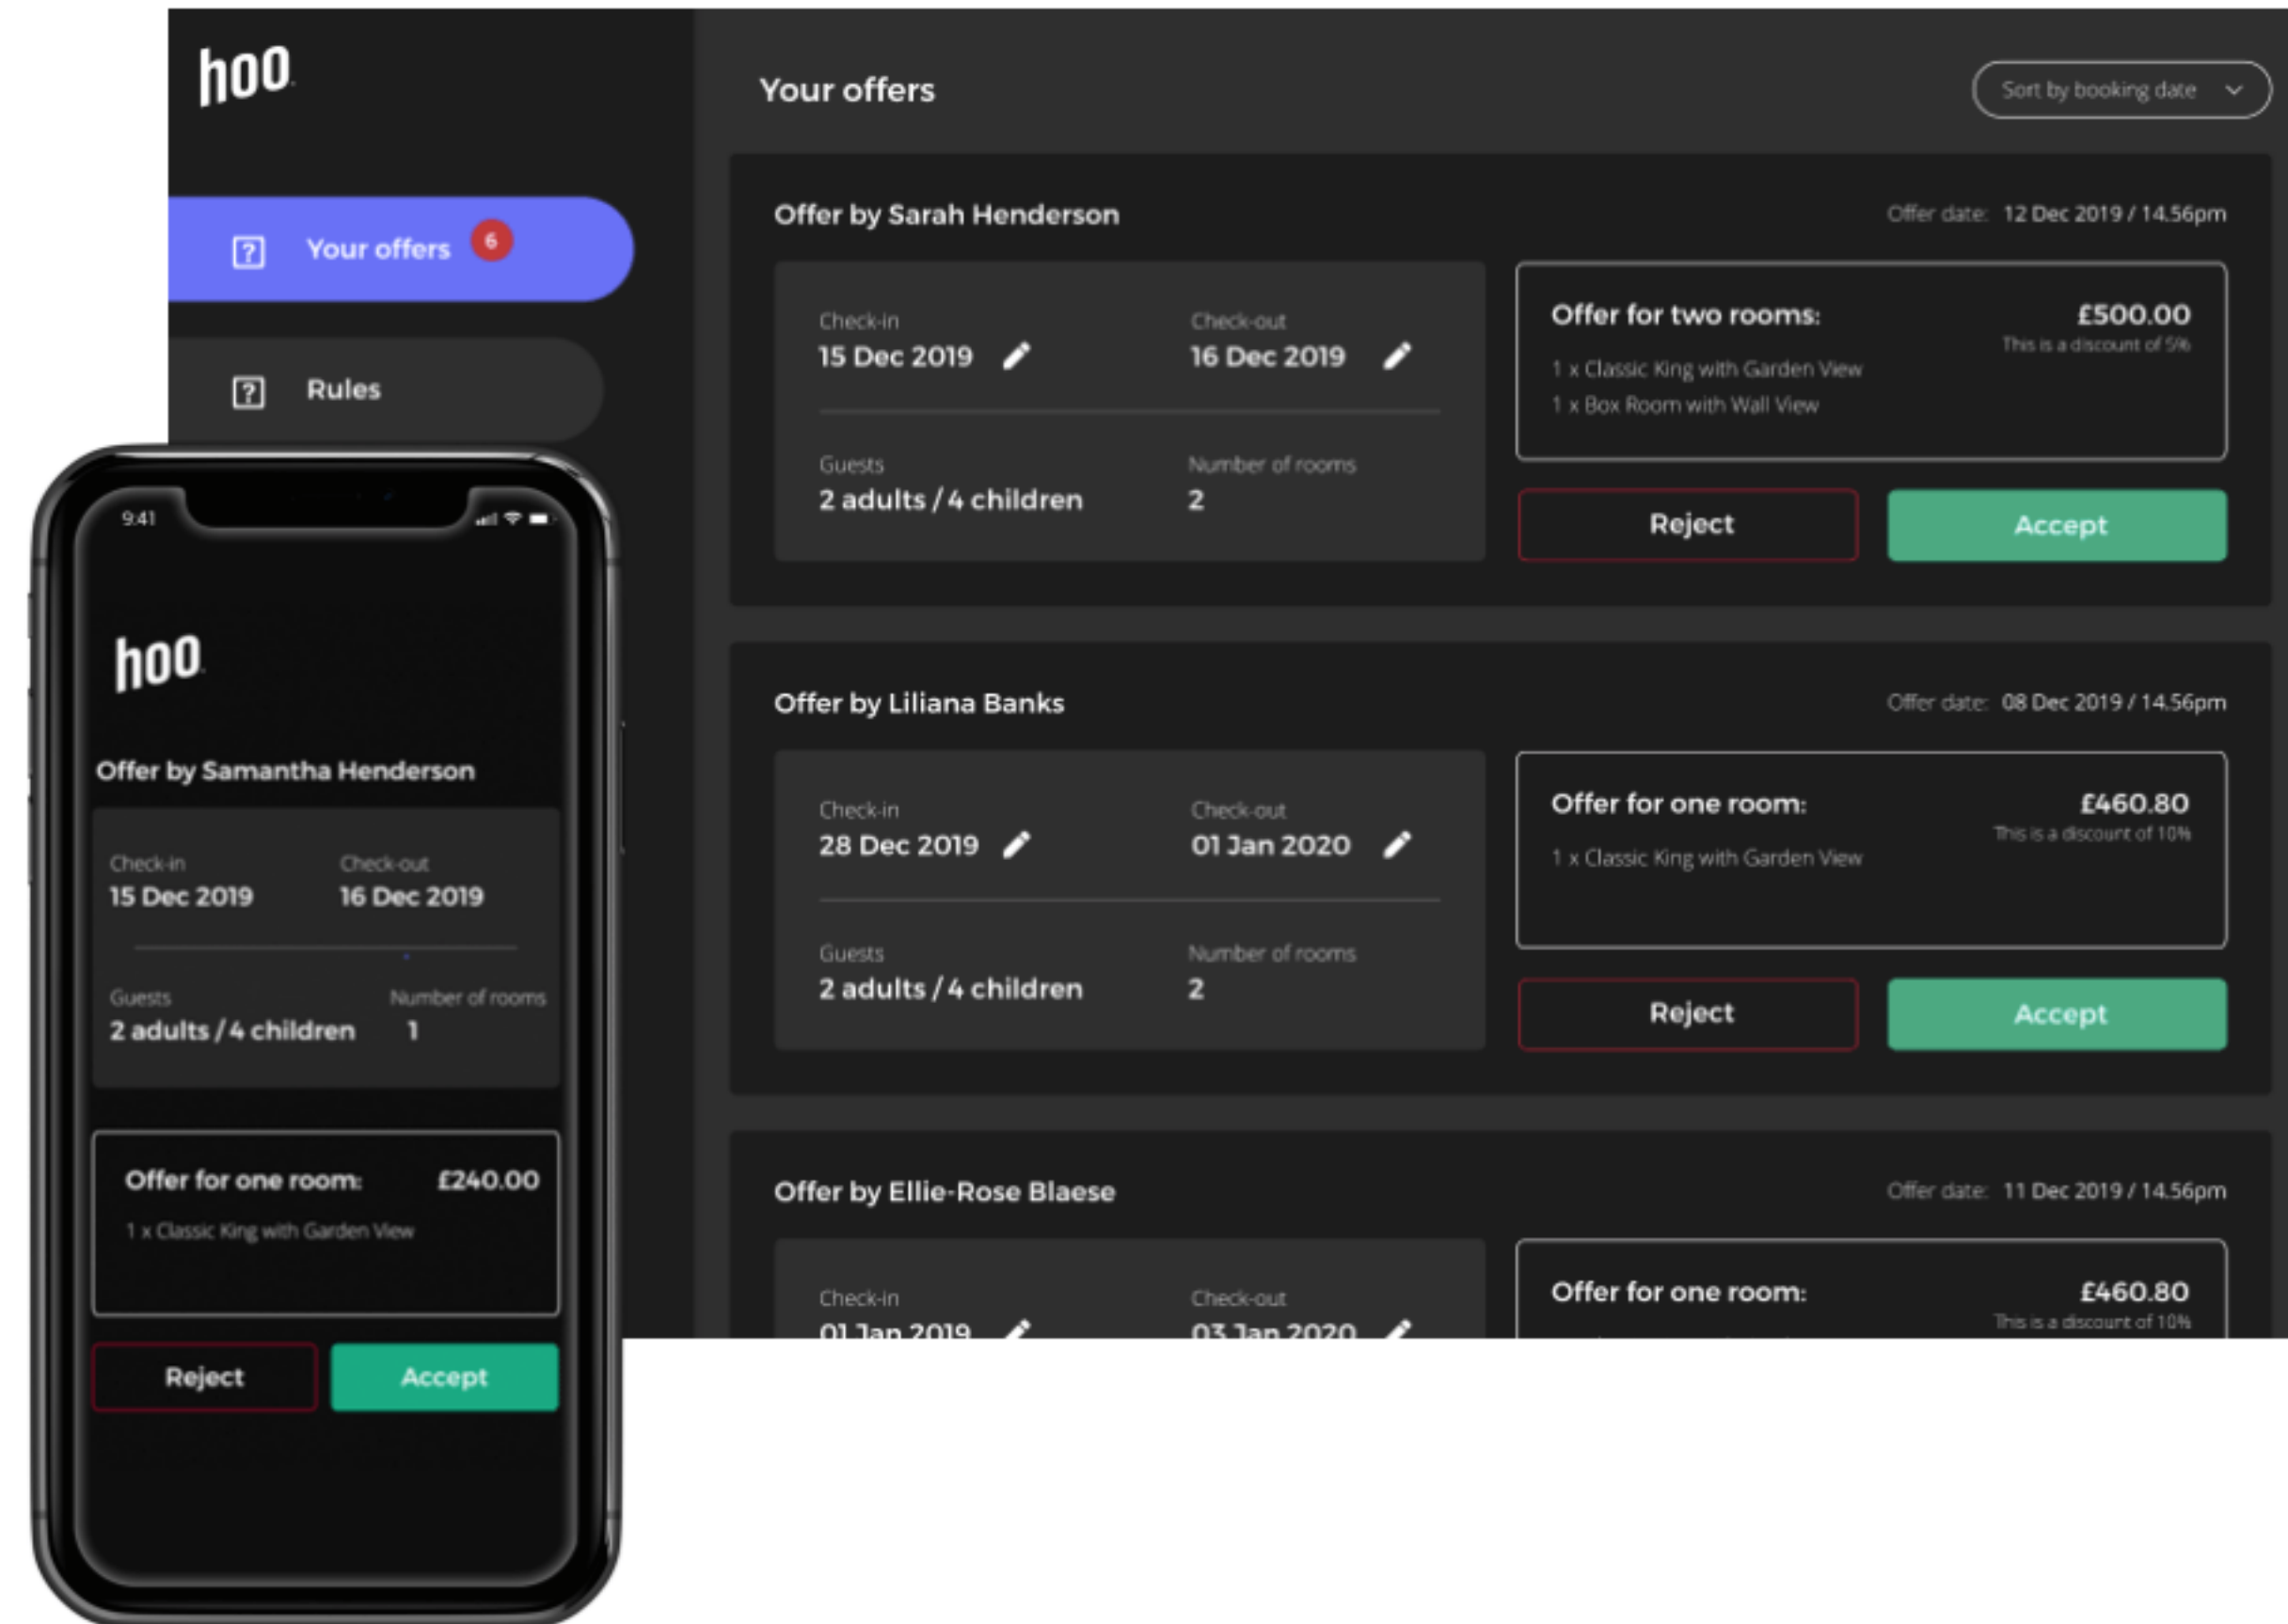 hoo.
Your offers 6
Rules
Your offers
Sort by booking date
Offer by Sarah Henderson
Offer date: 12 Dec 2019 / 14.56pm
Check-in
15 Dec 2019
Check-out
16 Dec 2019
Guests
2 adults / 4 children
Number of rooms
2
Offer for two rooms: £500.00
This is a discount of 5%
1 x Classic King with Garden View
1 x Box Room with Wall View
Reject
Accept
Offer by Liliana Banks
Offer date: 08 Dec 2019 / 14.56pm
Check-in
28 Dec 2019
Check-out
01 Jan 2020
Guests
2 adults / 4 children
Number of rooms
2
Offer for one room: £460.80
This is a discount of 10%
1 x Classic King with Garden View
Reject
Accept
Offer by Ellie-Rose Blaese
Offer date: 11 Dec 2019 / 14.56pm
Check-in
01 Jan 2019
Check-out
03 Jan 2020
Offer for one room: £460.80
This is a discount of 10%
9:41
hoo.
Offer by Samantha Henderson
Check-in
15 Dec 2019
Check-out
16 Dec 2019
Guests
2 adults / 4 children
Number of rooms
1
Offer for one room: £240.00
1 x Classic King with Garden View
Reject
Accept